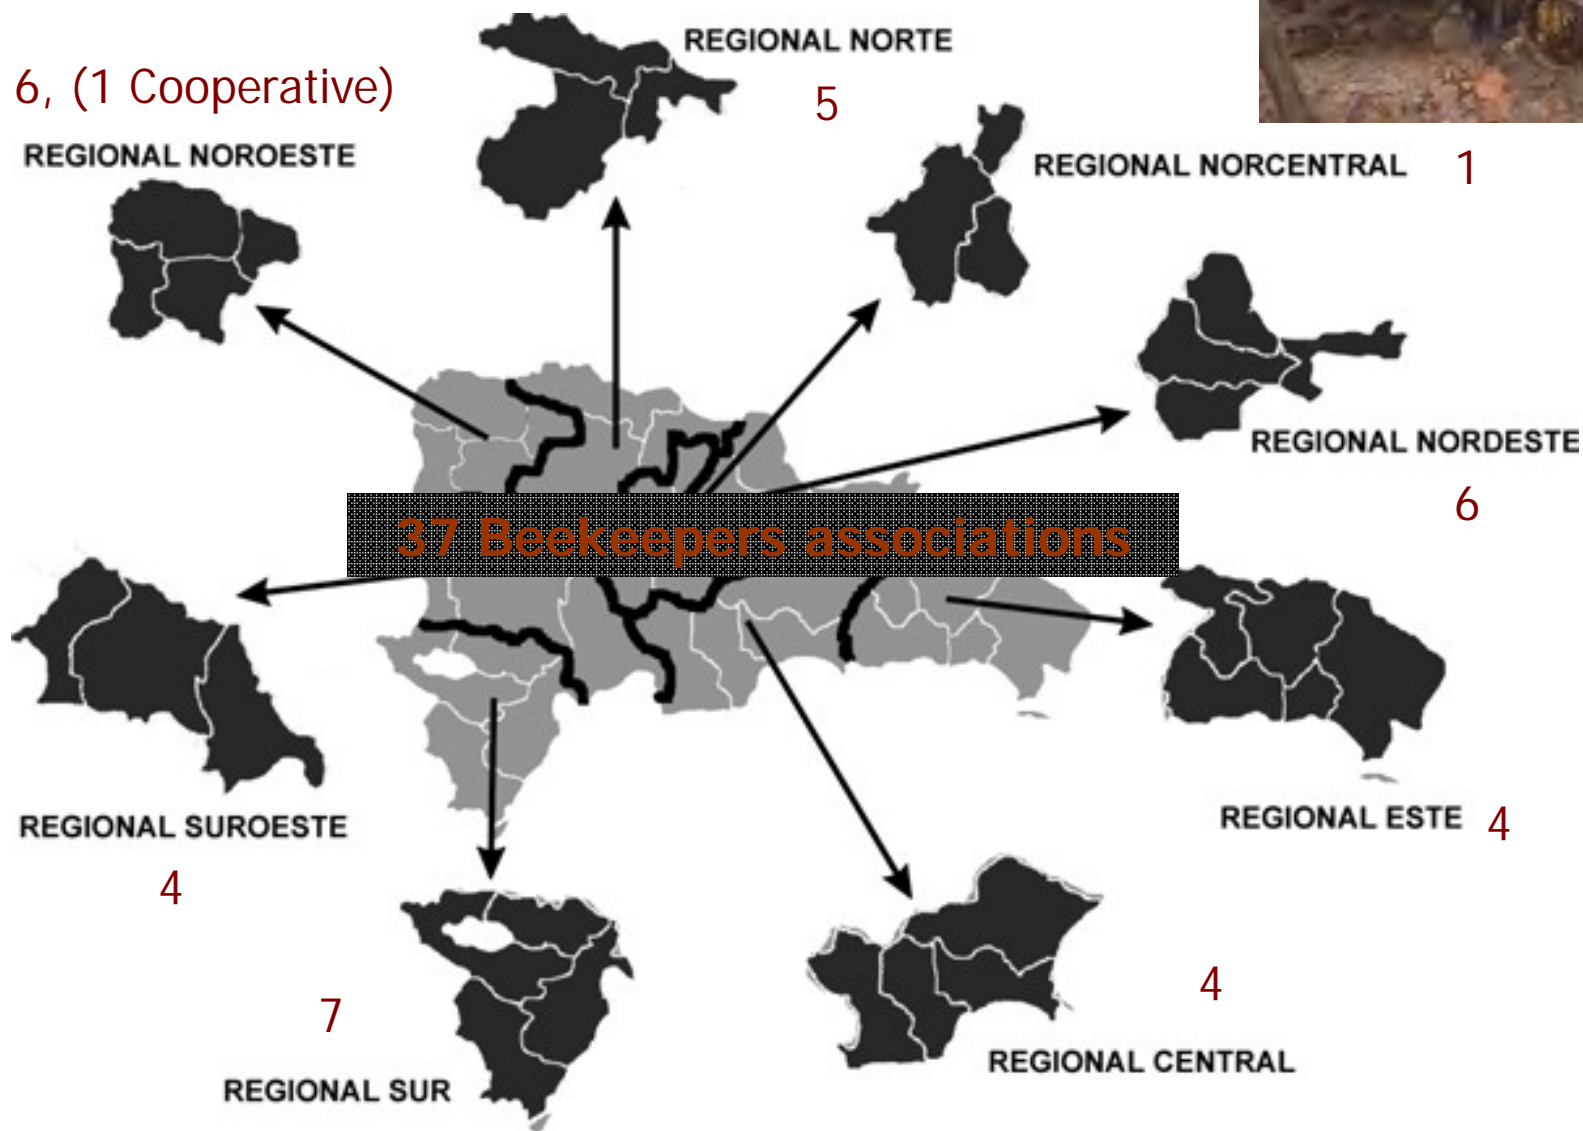 REGIONAL NORTE
5
6, (1 Cooperative)
REGIONAL NOROESTE
REGIONAL NORCENTRAL
1
REGIONAL NORDESTE
6
37 Beekeepers associations
REGIONAL ESTE
4
REGIONAL SUROESTE
4
7
REGIONAL SUR
4
REGIONAL CENTRAL